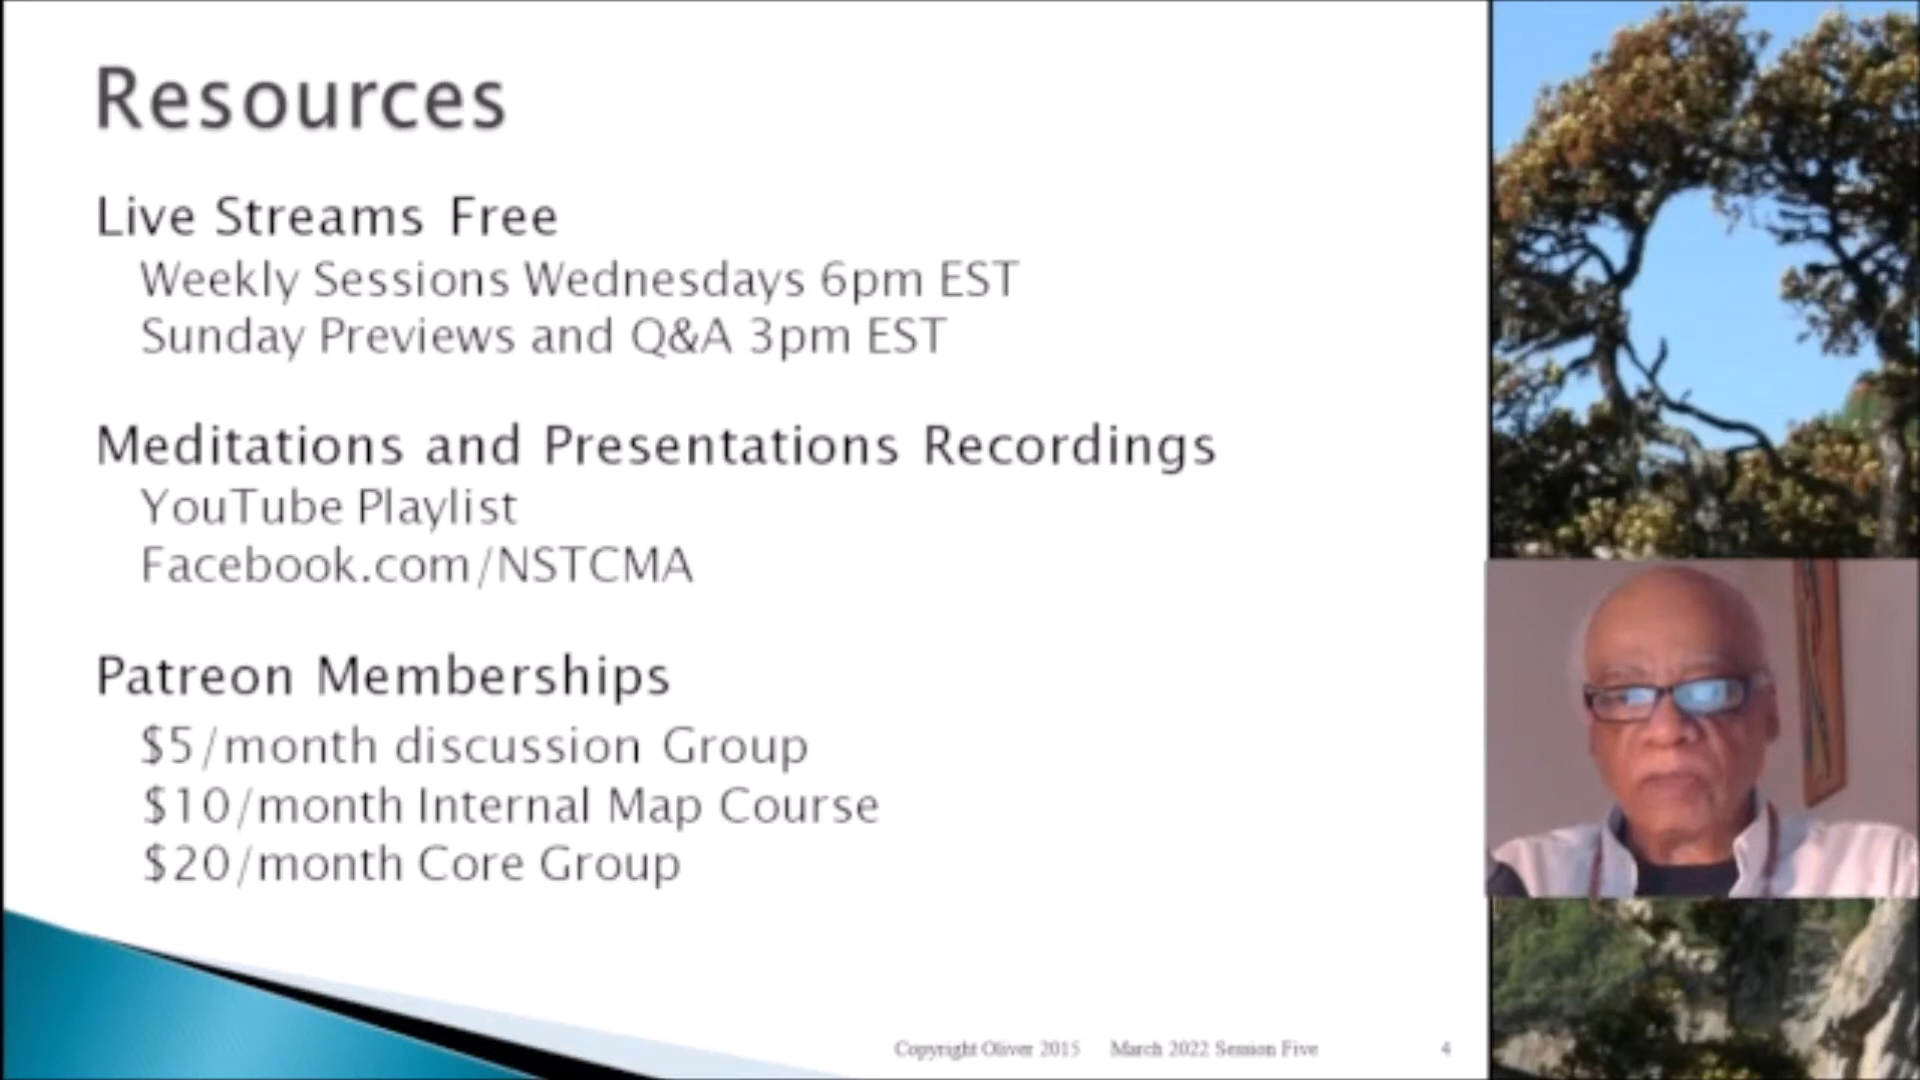 Resources
Live Streams Free
Weekly Sessions Wednesdays 6pm EST
Sunday Previews and Q&A 3pm EST
Meditations and Presentations Recordings
YouTube Playlist
Facebook.com/NSTCMA
Patreon Memberships
$5/month discussion Group
$10/month Internal Map Course
$20/month Core Group
Copyright Oliver 2015 March 2022 Session Five 4